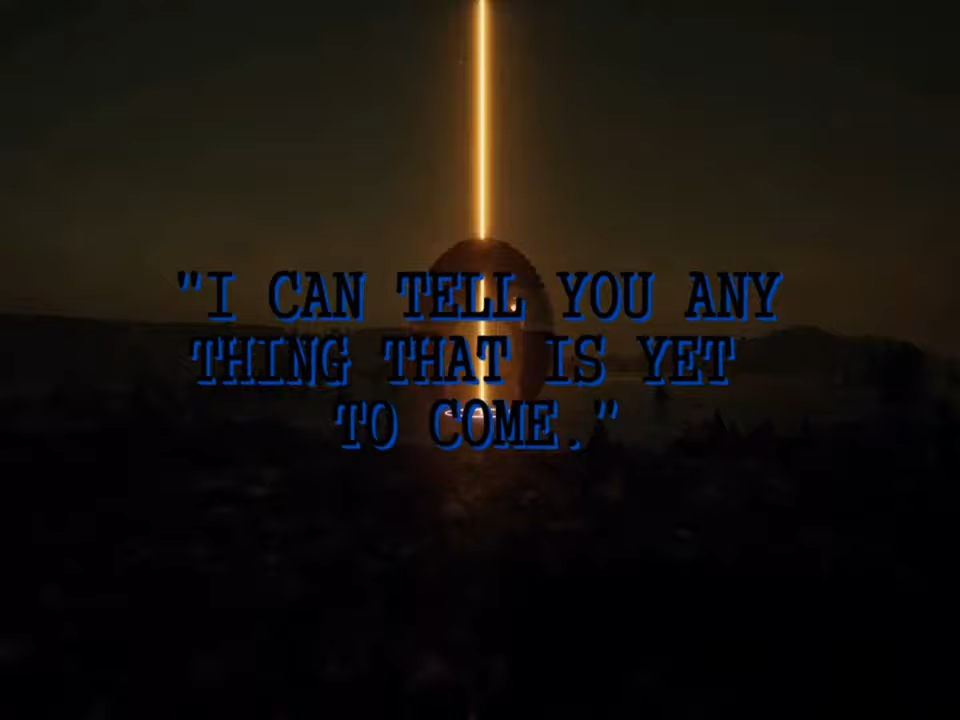 "I CAN TELL YOU ANY
THING THAT IS YET
TO COME."